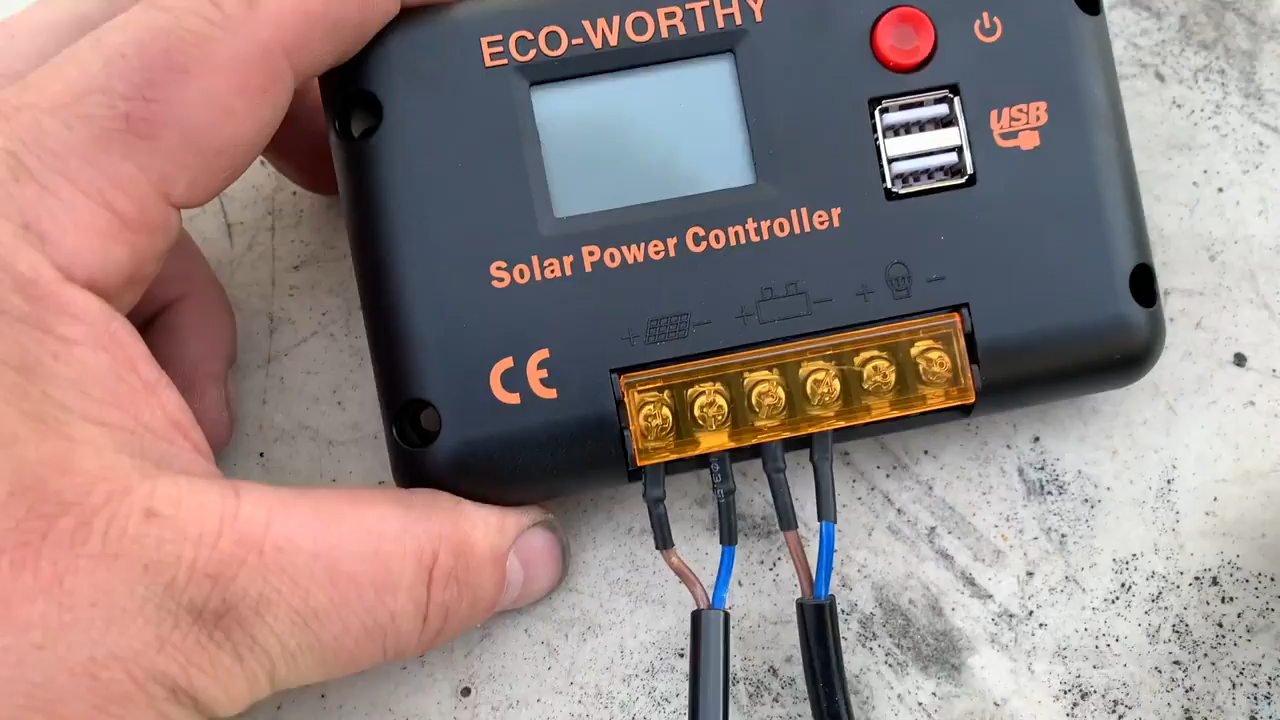 ECO-WORTHY
USB
Solar Power Controller
+ - + - + -
CE